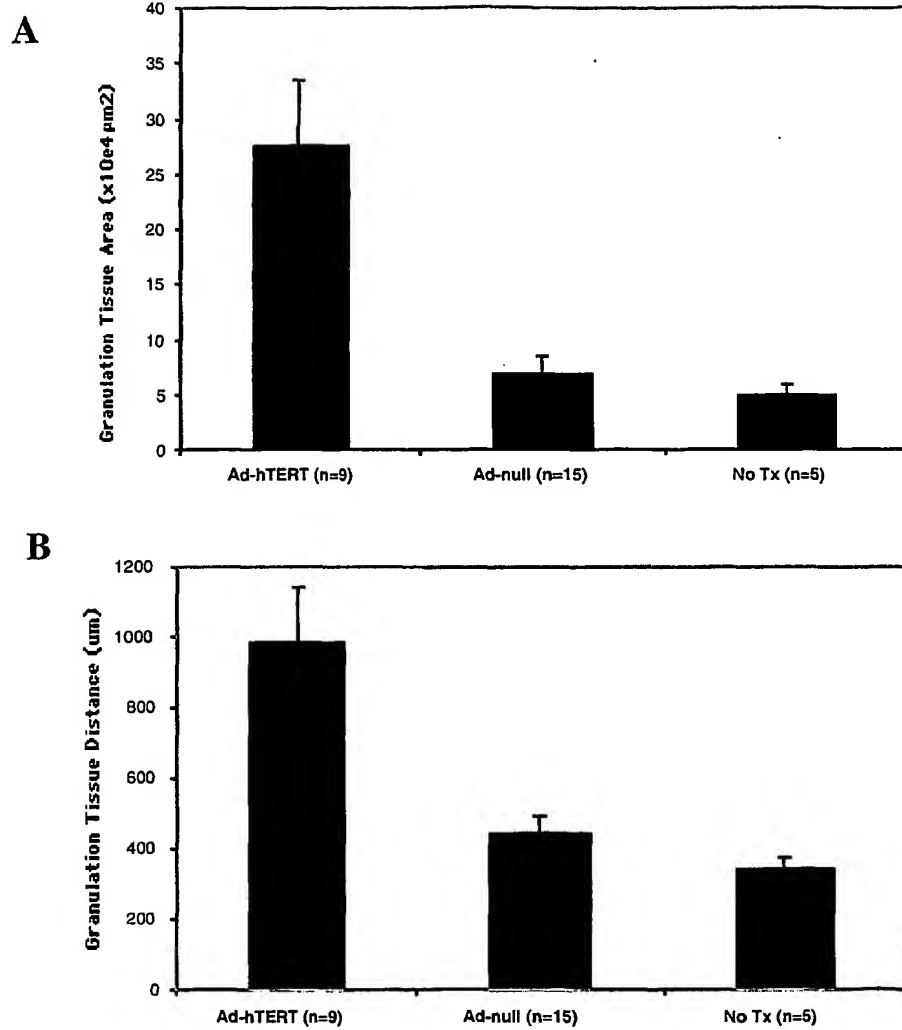 A
Granulation Tissue Area (x10e4 µm2)
40
35
30
25
20
15
10
5
0
Ad-hTERT (n=9)
Ad-null (n=15)
No Tx (n=5)
B
Granulation Tissue Distance (um)
1200
1000
800
600
400
200
0
Ad-hTERT (n=9)
Ad-null (n=15)
No Tx (n=5)